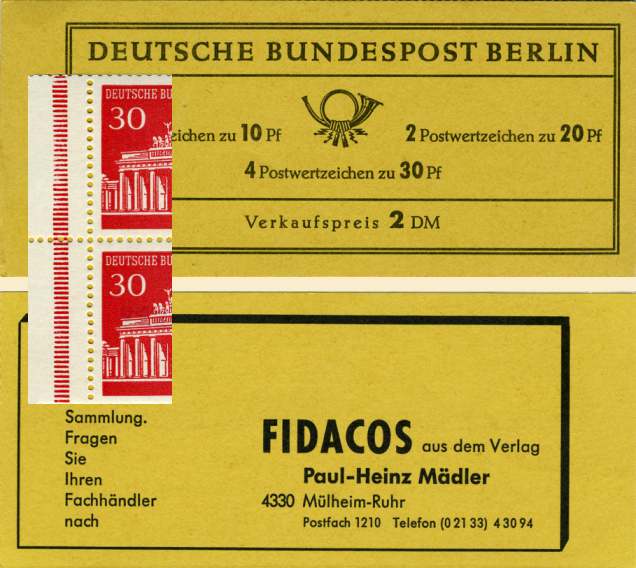 DEUTSCHE BUNDESPOST BERLIN
zu 10 Pf
2 Postwertzeichen zu 20 Pf
4 Postwertzeichen zu 30 Pf
Verkaufspreis 2 DM
DEUTSCHE BU
30
DEUTSCHE BU
30
Sammlung.
Fragen
Sie
Ihren
Fachhändler
nach
FIDACOS aus dem Verlag
Paul-Heinz Mädler
4330 Mülheim-Ruhr
Postfach 1210 Telefon (0 21 33) 4 30 94